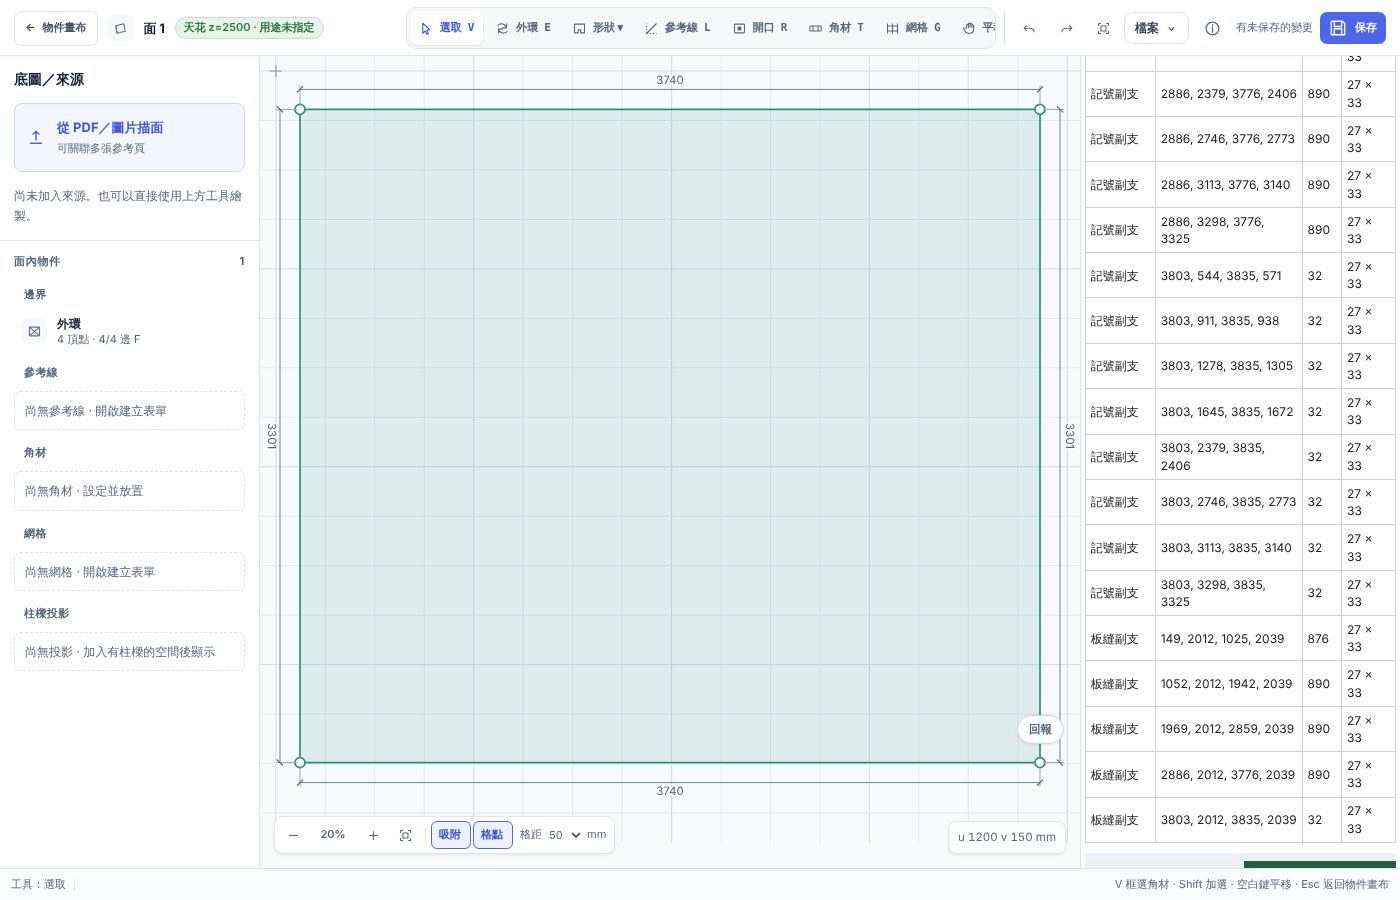 物件畫布
面 1
天花 z=2500 · 用途未指定
選取 V
外環 E
形狀 ▾
參考線 L
開口 R
角材 T
網格 G
檔案
有未保存的變更
保存
底圖／來源
從 PDF／圖片描面
可關聯多張參考頁
尚未加入來源。也可以直接使用上方工具繪
製。
面內物件 1
邊界
外環
4 頂點 · 4/4 邊 F
參考線
尚無參考線 · 開啟建立表單
角材
尚無角材 · 設定並放置
網格
尚無網格 · 開啟建立表單
柱樑投影
尚無投影 · 加入有柱樑的空間後顯示
3740
3301
3301
3740
回報
20%
吸附
格點
格距 50 mm
u 1200 v 150 mm
33
記號副支 2886, 2379, 3776, 2406 890 27 ×
33
記號副支 2886, 2746, 3776, 2773 890 27 ×
33
記號副支 2886, 3113, 3776, 3140 890 27 ×
33
記號副支 2886, 3298, 3776,
3325 890 27 ×
33
記號副支 3803, 544, 3835, 571 32 27 ×
33
記號副支 3803, 911, 3835, 938 32 27 ×
33
記號副支 3803, 1278, 3835, 1305 32 27 ×
33
記號副支 3803, 1645, 3835, 1672 32 27 ×
33
記號副支 3803, 2379, 3835,
2406 32 27 ×
33
記號副支 3803, 2746, 3835, 2773 32 27 ×
33
記號副支 3803, 3113, 3835, 3140 32 27 ×
33
記號副支 3803, 3298, 3835,
3325 32 27 ×
33
板縫副支 149, 2012, 1025, 2039 876 27 ×
33
板縫副支 1052, 2012, 1942, 2039 890 27 ×
33
板縫副支 1969, 2012, 2859, 2039 890 27 ×
33
板縫副支 2886, 2012, 3776, 2039 890 27 ×
33
板縫副支 3803, 2012, 3835, 2039 32 27 ×
33
工具：選取
V 框選角材 · Shift 加選 · 空白鍵平移 · Esc 返回物件畫布